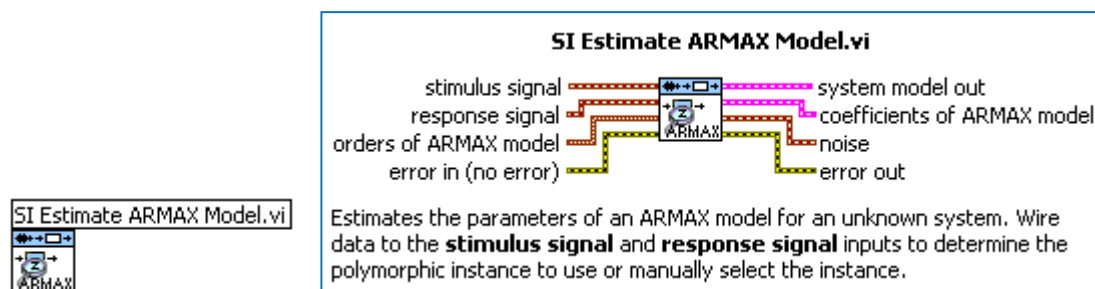 SI Estimate ARMAX Model.vi
ARMAX
SI Estimate ARMAX Model.vi
stimulus signal
response signal
orders of ARMAX model
error in (no error)
Z
ARMAX
system model out
coefficients of ARMAX model
noise
error out
Estimates the parameters of an ARMAX model for an unknown system. Wire
data to the stimulus signal and response signal inputs to determine the
polymorphic instance to use or manually select the instance.